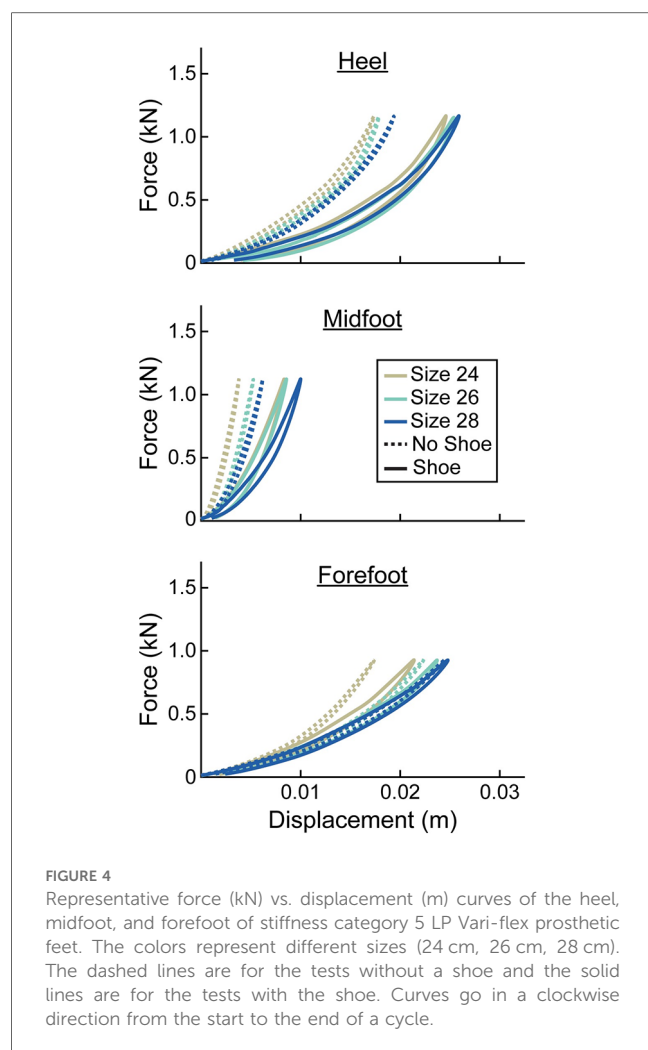 Heel
1.5
1.0
0.5
0
Force (kN)
Midfoot
1.5
1.0
0.5
0
Force (kN)
Size 24
Size 26
Size 28
No Shoe
Shoe
Forefoot
1.5
1.0
0.5
0
Force (kN)
0.01 0.02 0.03
Displacement (m)
FIGURE 4
Representative force (kN) vs. displacement (m) curves of the heel,
midfoot, and forefoot of stiffness category 5 LP Vari-flex prosthetic
feet. The colors represent different sizes (24 cm, 26 cm, 28 cm).
The dashed lines are for the tests without a shoe and the solid
lines are for the tests with the shoe. Curves go in a clockwise
direction from the start to the end of a cycle.